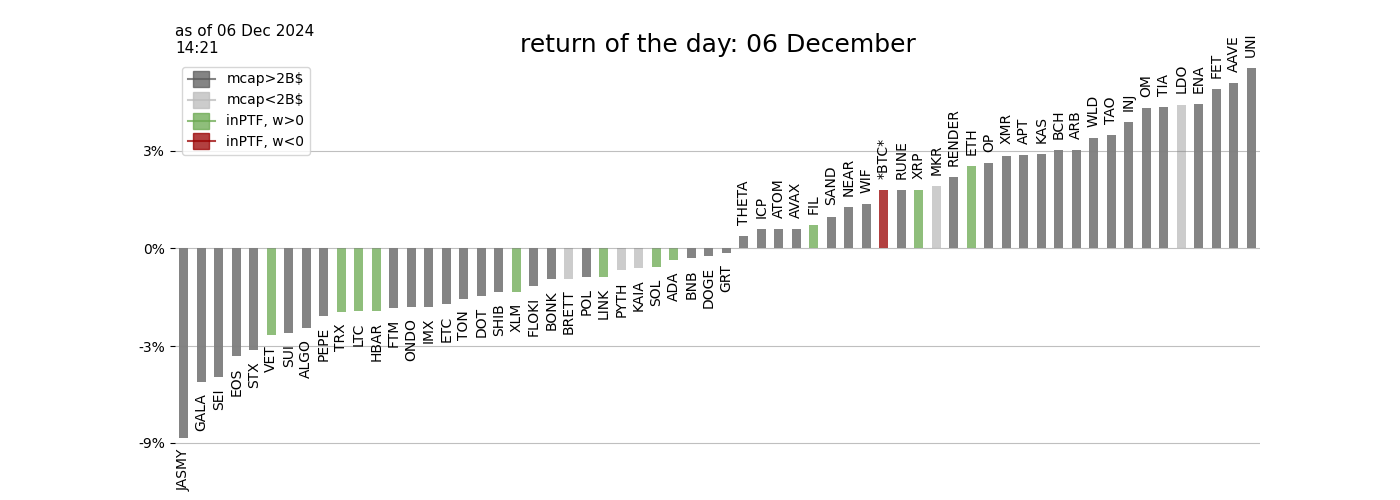 as of 06 Dec 2024
14:21
return of the day: 06 December
mcap>2B$
mcap<2B$
inPTF, w>0
inPTF, w<0
3%
0%
-3%
-9%
JASMY
GALA
SEI
EOS
STX
VET
SUI
ALGO
PEPE
TRX
LTC
HBAR
FTM
ONDO
IMX
ETC
TON
DOT
SHIB
XLM
FLOKI
BONK
BRETT
POL
LINK
PYTH
KAIA
SOL
ADA
BNB
DOGE
GRT
THETA
ICP
ATOM
AVAX
FIL
SAND
NEAR
WIF
*BTC*
RUNE
XRP
MKR
RENDER
ETH
OP
XMR
APT
KAS
BCH
ARB
WLD
TAO
INJ
OM
TIA
LDO
ENA
FET
AAVE
UNI